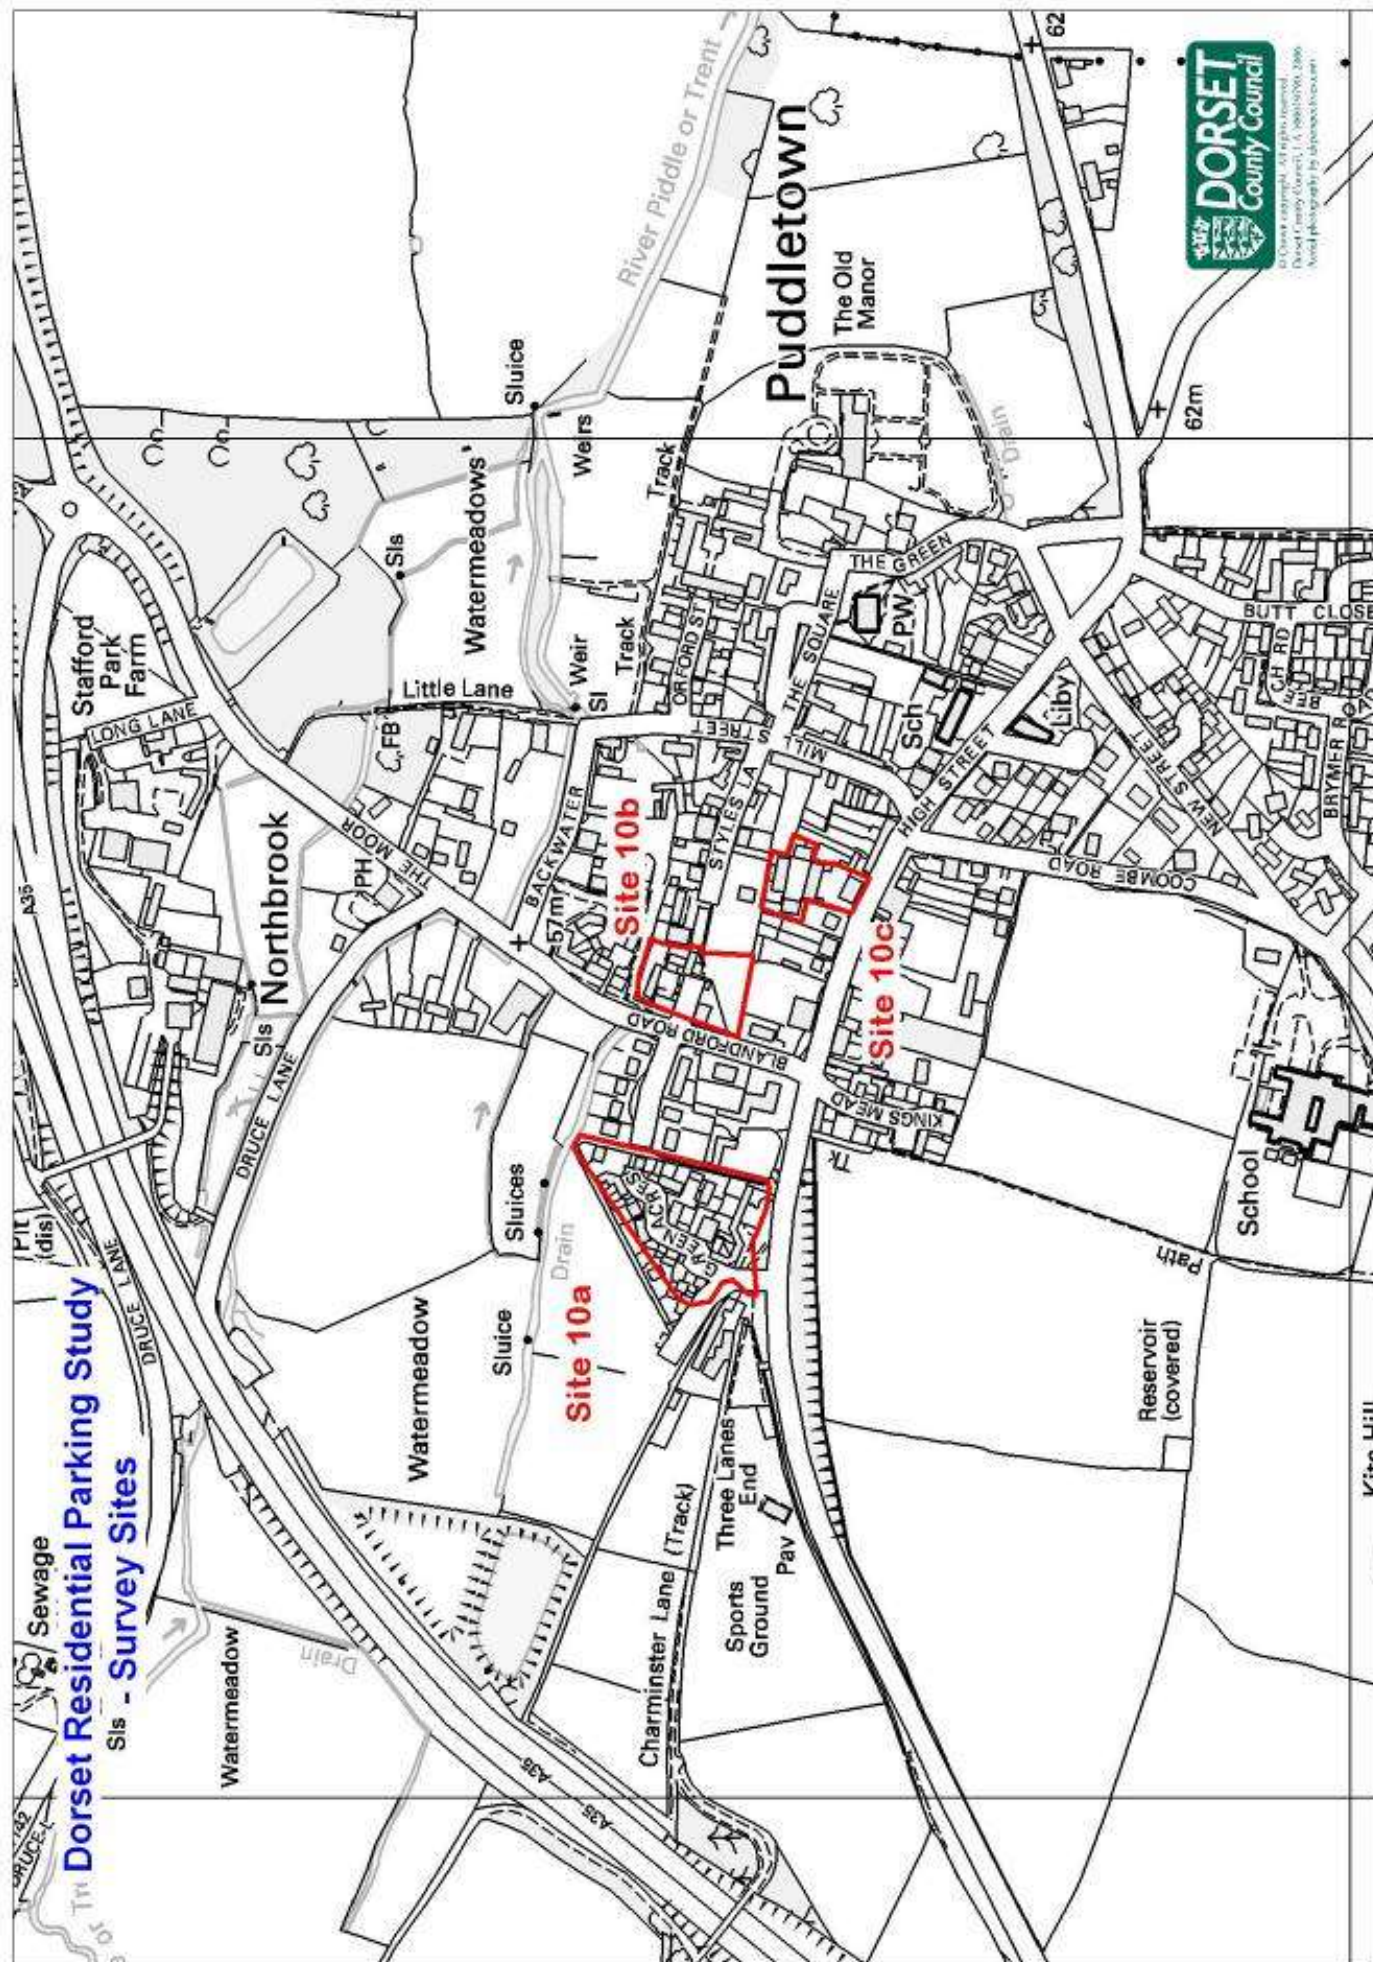 Dorset Residential Parking Study
- Survey Sites
Sewage
Sls
Pit
(dis)
DRUCE LANE
DRUCE LANE
A35
Stafford
Park
Farm
LONG LANE
Northbrook
Sls
PH
THE MOOR
FB
Little Lane
Sls
Watermeadows
Sluice
Weirs
River Piddle or Trent
Weir
Sl
BACKWATER
57m
Track
Track
Watermeadow
Drain
Watermeadow
Sluices
Sluice
Drain
Site 10a
Site 10b
Site 10c
GREEN ACRES
BLANDFORD ROAD
STYLES LA
MILL STREET
ORFORD ST
THE SQUARE
THE GREEN
Puddletown
The Old
Manor
Drain
PW
Sch
HIGH STREET
Liby
NEW STREET
COOMBE ROAD
KINGS MEAD
Tk
BUTT CLOSE
BRYMER R
62
62m
A35
A35
Charminster Lane (Track)
Three Lanes
End
Sports
Ground
Pav
Path
School
Reservoir
(covered)
DORSET
County Council